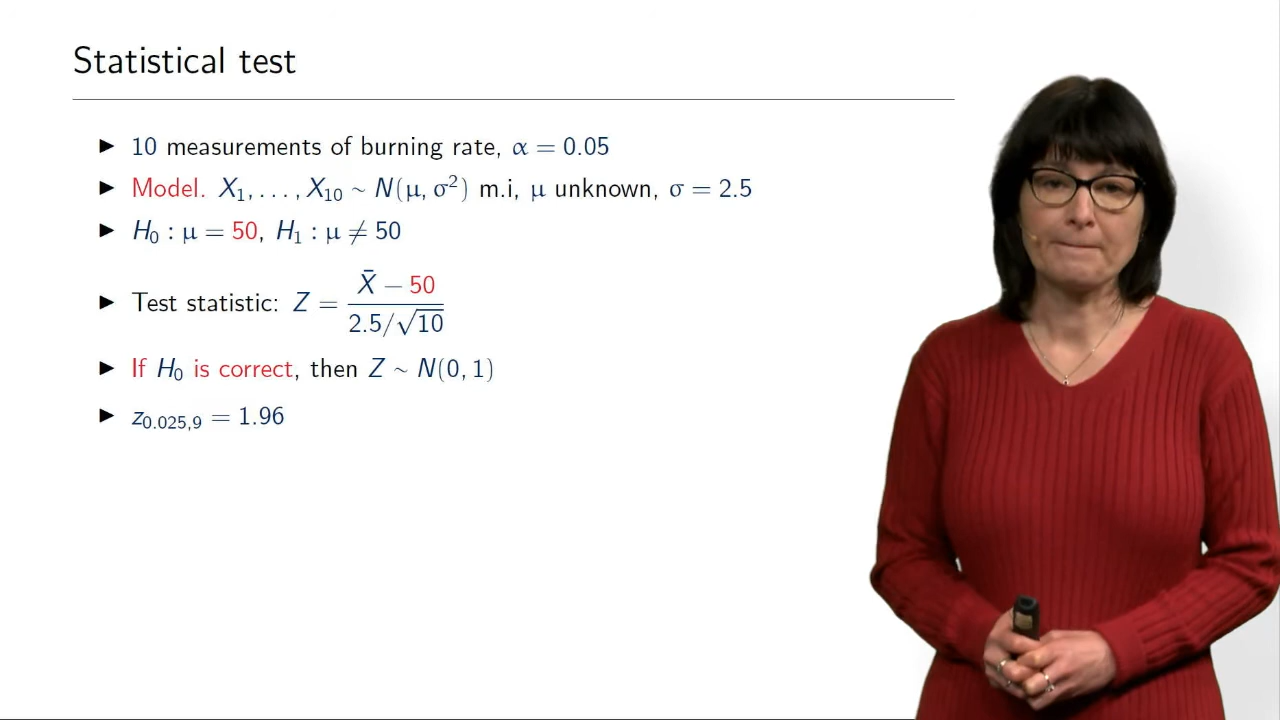 Statistical test
► 10 measurements of burning rate, α = 0.05
► Model. X₁, . . . , X₁₀ ~ N(μ, σ²) m.i, μ unknown, σ = 2.5
► H₀ : μ = 50, H₁ : μ ≠ 50
► Test statistic: Z = (X̄ − 50) / (2.5/√10)
► If H₀ is correct, then Z ~ N(0, 1)
► z₀.₀₂₅,₉ = 1.96